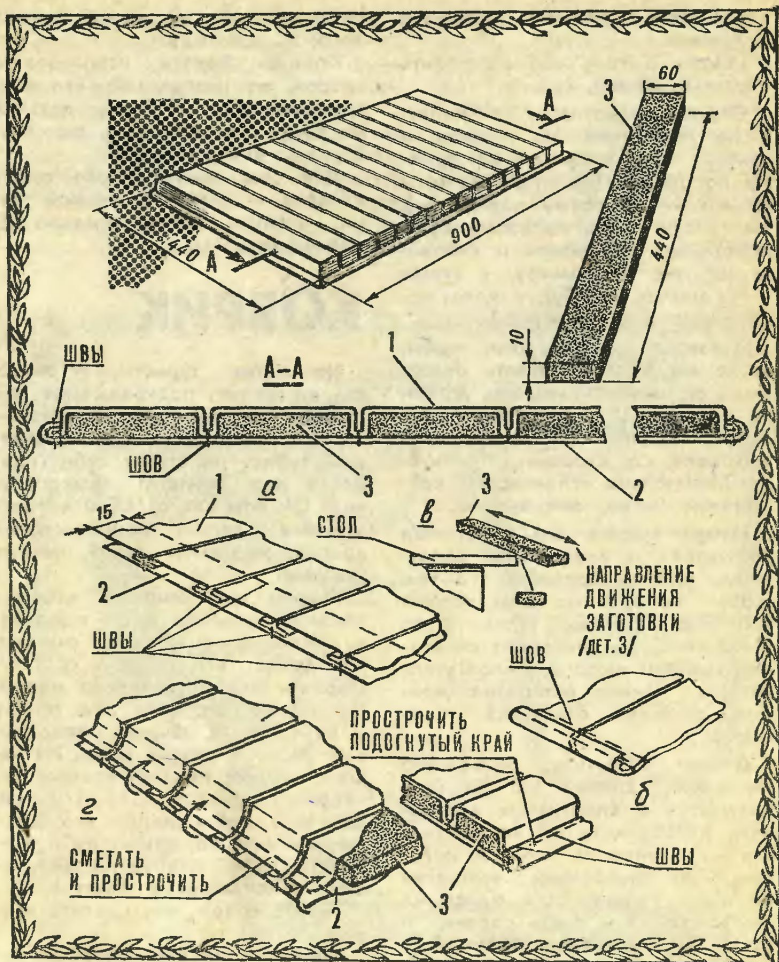 60
3
А
440
А
900
440
10
ШВЫ
А–А
1
ШОВ
3
2
а
15
1
2
ШВЫ
в
3
СТОЛ
НАПРАВЛЕНИЕ
ДВИЖЕНИЯ
ЗАГОТОВКИ
/ДЕТ.3/
ШОВ
б
1
г
СМЕТАТЬ
И ПРОСТРОЧИТЬ
2
ПРОСТРОЧИТЬ
ПОДОГНУТЫЙ КРАЙ
3
ШВЫ